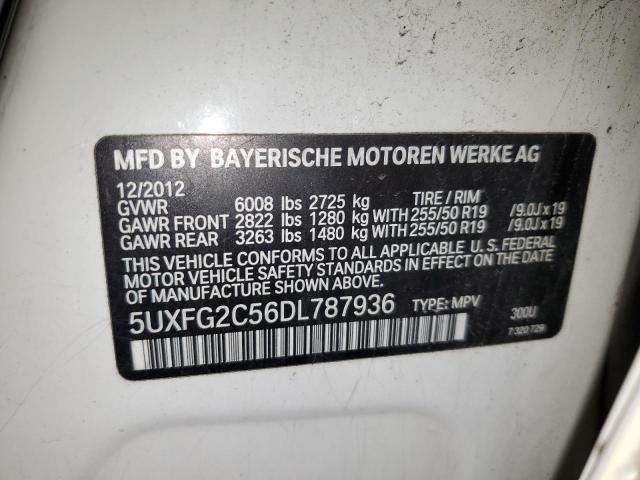 MFD BY BAYERISCHE MOTOREN WERKE AG
12/2012
GVWR 6008 lbs 2725 kg TIRE / RIM
GAWR FRONT 2822 lbs 1280 kg WITH 255/50 R19 /9.0J x 19
GAWR REAR 3263 lbs 1480 kg WITH 255/50 R19 /9.0J x 19
THIS VEHICLE CONFORMS TO ALL APPLICABLE U.S. FEDERAL
MOTOR VEHICLE SAFETY STANDARDS IN EFFECT ON THE DATE
OF MANUFACTURE SHOWN ABOVE.
5UXFG2C56DL787936 TYPE: MPV 300U
7 320 729